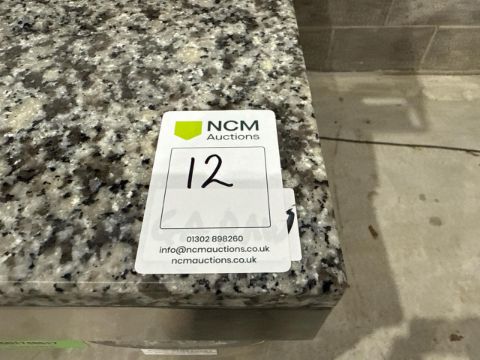 NCM
Auctions
12
01302 898260
info@ncmauctions.co.uk
ncmauctions.co.uk